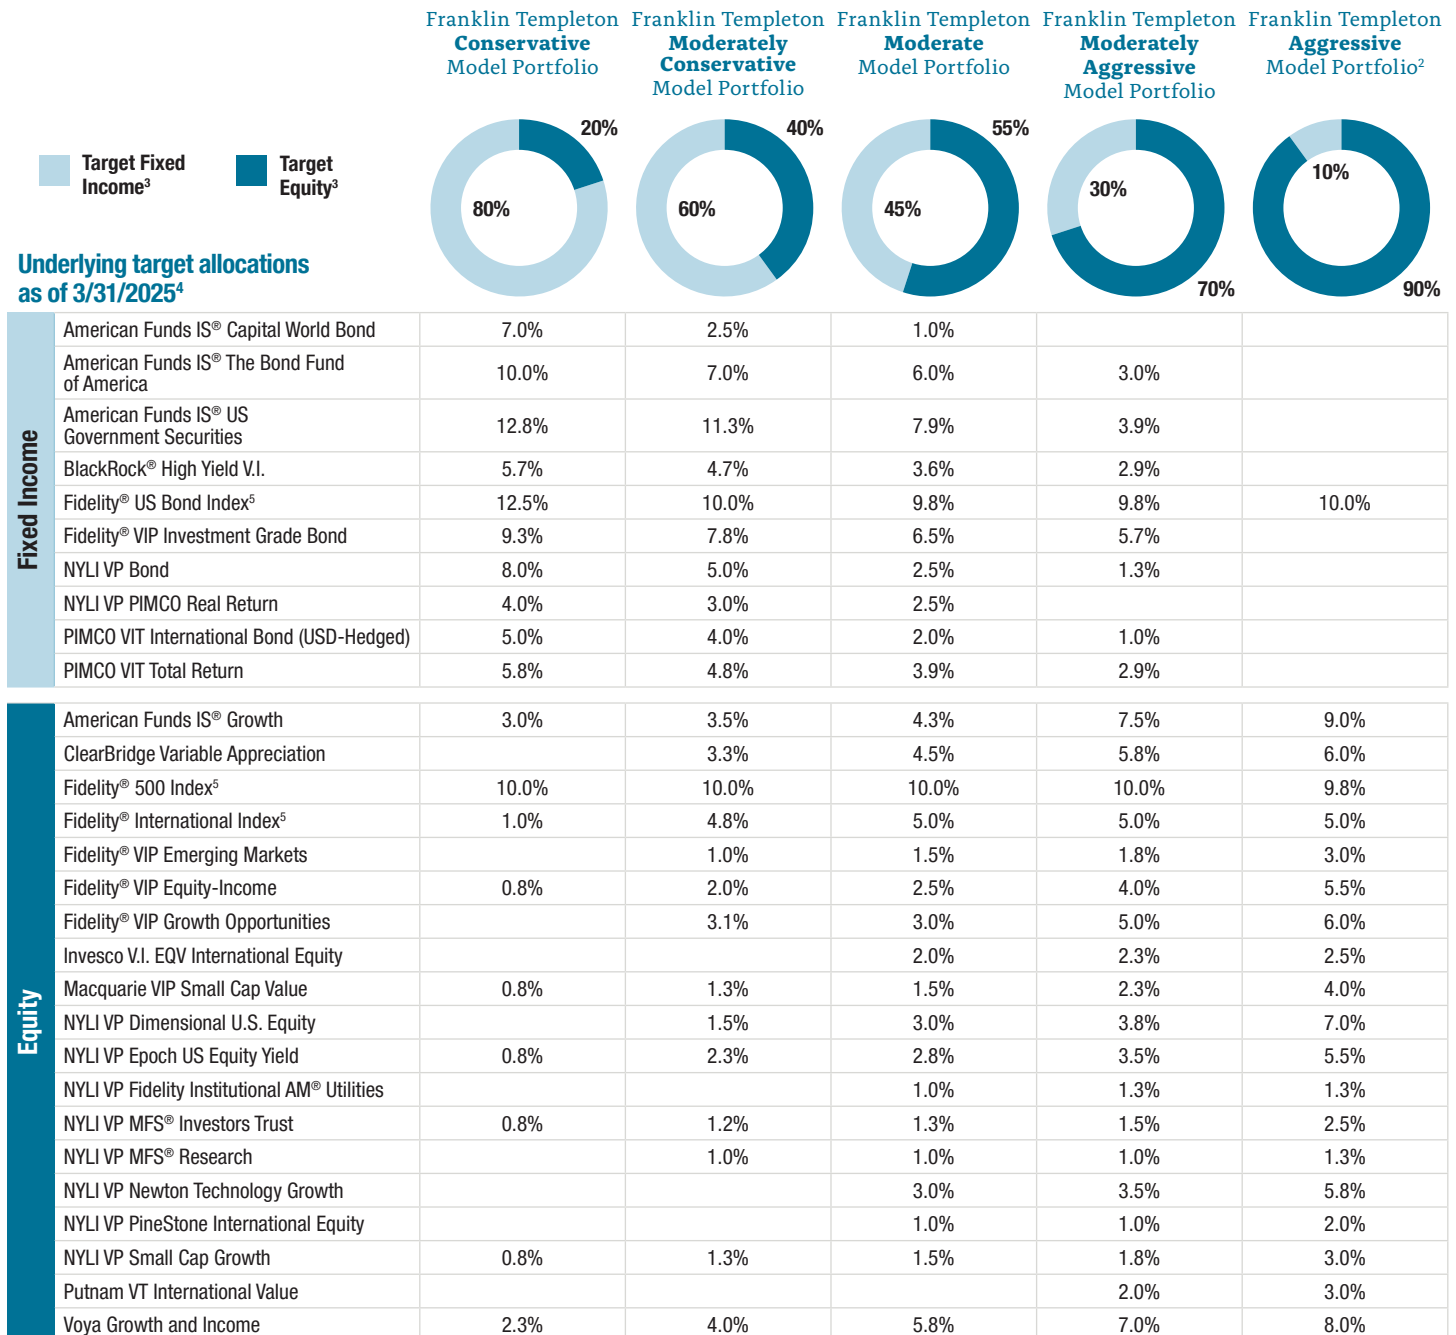 Franklin Templeton Franklin Templeton Franklin Templeton Franklin Templeton Franklin Templeton
Conservative Moderately Moderate Moderately Aggressive
Model Portfolio Conservative Model Portfolio Aggressive Model Portfolio²
Model Portfolio Model Portfolio
20% 40% 55%
Target Fixed Income³
Target Equity³
80% 60% 45% 30% 10%
70% 90%
Underlying target allocations
as of 3/31/2025⁴
Fixed Income
American Funds IS® Capital World Bond 7.0% 2.5% 1.0%
American Funds IS® The Bond Fund
of America 10.0% 7.0% 6.0% 3.0%
American Funds IS® US
Government Securities 12.8% 11.3% 7.9% 3.9%
BlackRock® High Yield V.I. 5.7% 4.7% 3.6% 2.9%
Fidelity® US Bond Index⁵ 12.5% 10.0% 9.8% 9.8% 10.0%
Fidelity® VIP Investment Grade Bond 9.3% 7.8% 6.5% 5.7%
NYLI VP Bond 8.0% 5.0% 2.5% 1.3%
NYLI VP PIMCO Real Return 4.0% 3.0% 2.5%
PIMCO VIT International Bond (USD-Hedged) 5.0% 4.0% 2.0% 1.0%
PIMCO VIT Total Return 5.8% 4.8% 3.9% 2.9%
Equity
American Funds IS® Growth 3.0% 3.5% 4.3% 7.5% 9.0%
ClearBridge Variable Appreciation 3.3% 4.5% 5.8% 6.0%
Fidelity® 500 Index⁵ 10.0% 10.0% 10.0% 10.0% 9.8%
Fidelity® International Index⁵ 1.0% 4.8% 5.0% 5.0% 5.0%
Fidelity® VIP Emerging Markets 1.0% 1.5% 1.8% 3.0%
Fidelity® VIP Equity-Income 0.8% 2.0% 2.5% 4.0% 5.5%
Fidelity® VIP Growth Opportunities 3.1% 3.0% 5.0% 6.0%
Invesco V.I. EQV International Equity 2.0% 2.3% 2.5%
Macquarie VIP Small Cap Value 0.8% 1.3% 1.5% 2.3% 4.0%
NYLI VP Dimensional U.S. Equity 1.5% 3.0% 3.8% 7.0%
NYLI VP Epoch US Equity Yield 0.8% 2.3% 2.8% 3.5% 5.5%
NYLI VP Fidelity Institutional AM® Utilities 1.0% 1.3% 1.3%
NYLI VP MFS® Investors Trust 0.8% 1.2% 1.3% 1.5% 2.5%
NYLI VP MFS® Research 1.0% 1.0% 1.0% 1.3%
NYLI VP Newton Technology Growth 3.0% 3.5% 5.8%
NYLI VP PineStone International Equity 1.0% 1.0% 2.0%
NYLI VP Small Cap Growth 0.8% 1.3% 1.5% 1.8% 3.0%
Putnam VT International Value 2.0% 3.0%
Voya Growth and Income 2.3% 4.0% 5.8% 7.0% 8.0%